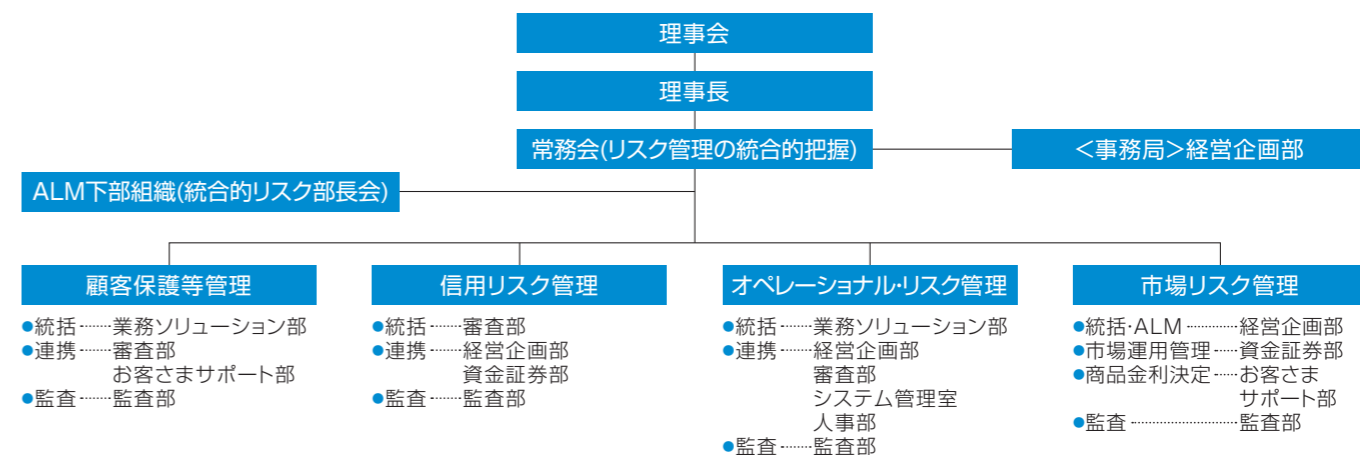 理事会
理事長
常務会(リスク管理の統合的把握)
<事務局>経営企画部
ALM下部組織(統合的リスク部長会)
顧客保護等管理
●統括……業務ソリューション部
●連携……審査部
お客さまサポート部
●監査……監査部
信用リスク管理
●統括……審査部
●連携……経営企画部
資金証券部
●監査……監査部
オペレーショナル・リスク管理
●統括……業務ソリューション部
●連携……経営企画部
審査部
システム管理室
人事部
●監査……監査部
市場リスク管理
●統括・ALM…………経営企画部
●市場運用管理……資金証券部
●商品金利決定……お客さま
サポート部
●監査………………………監査部